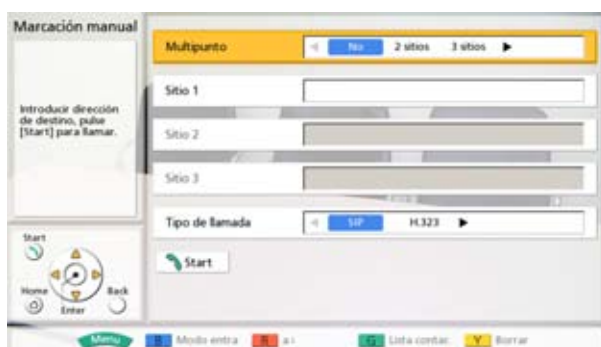 Marcación manual
Introducir dirección
de destino, pulse
[Start] para llamar.
Multipunto No 2 sitios 3 sitios
Sitio 1
Sitio 2
Sitio 3
Tipo de llamada SIP H.323
Start
Start
Home Back
Enter
Menu B Modo entra R a1 G Lista contac. Y Borrar